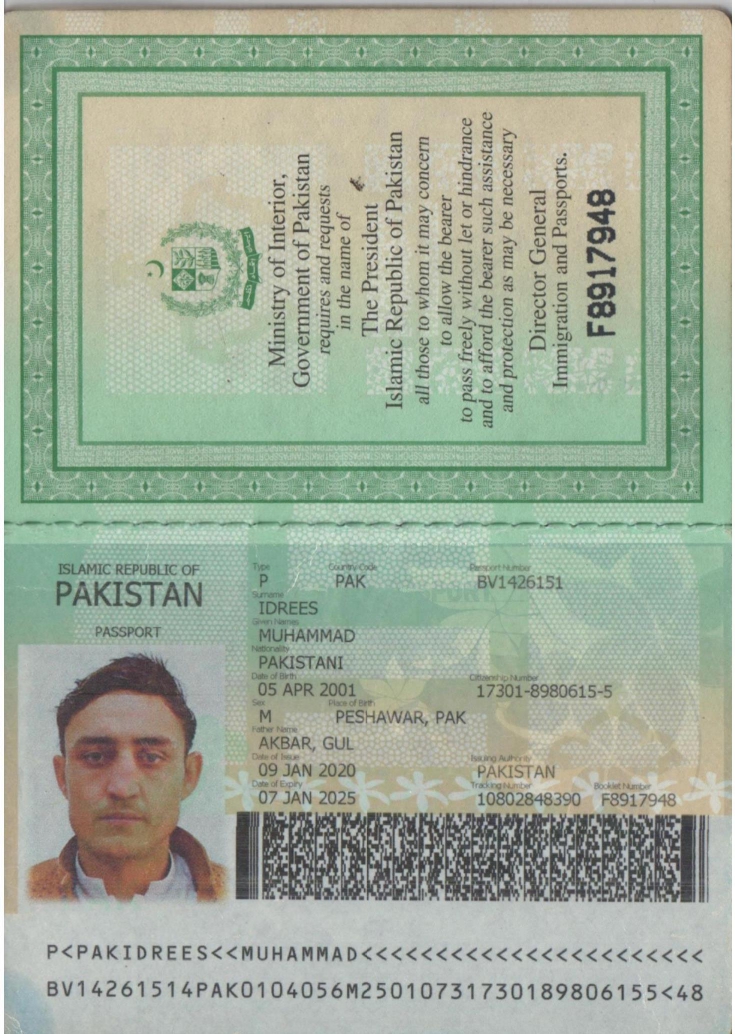 Ministry of Interior,
Government of Pakistan
requires and requests
in the name of
The President
Islamic Republic of Pakistan
all those to whom it may concern
to allow the bearer
to pass freely without let or hindrance
and to afford the bearer such assistance
and protection as may be necessary
Director General
Immigration and Passports.
F8917948
ISLAMIC REPUBLIC OF
PAKISTAN
PASSPORT
Type Country Code Passport Number
P PAK BV1426151
Surname
IDREES
Given Names
MUHAMMAD
Nationality
PAKISTANI
Date of Birth Citizenship Number
05 APR 2001 17301-8980615-5
Sex Place of Birth
M PESHAWAR, PAK
Father Name
AKBAR, GUL
Date of Issue Issuing Authority
09 JAN 2020 PAKISTAN
Date of Expiry Tracking Number Booklet Number
07 JAN 2025 10802848390 F8917948
P<PAKIDREES<<MUHAMMAD<<<<<<<<<<<<<<<<<<<<<<<
BV14261514PAK0104056M25010731730189806155<48